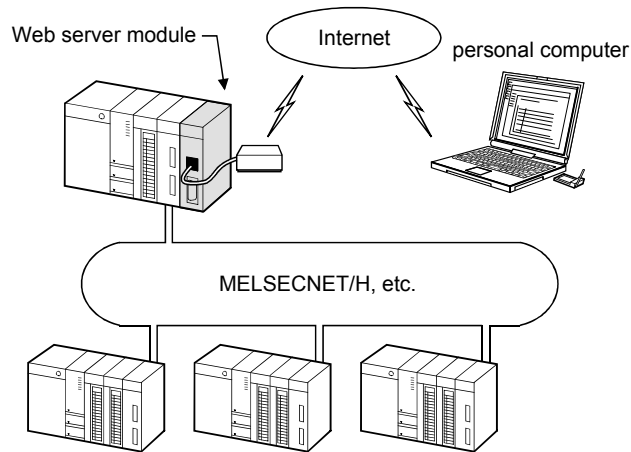 Web server module
Internet
personal computer
MELSECNET/H, etc.